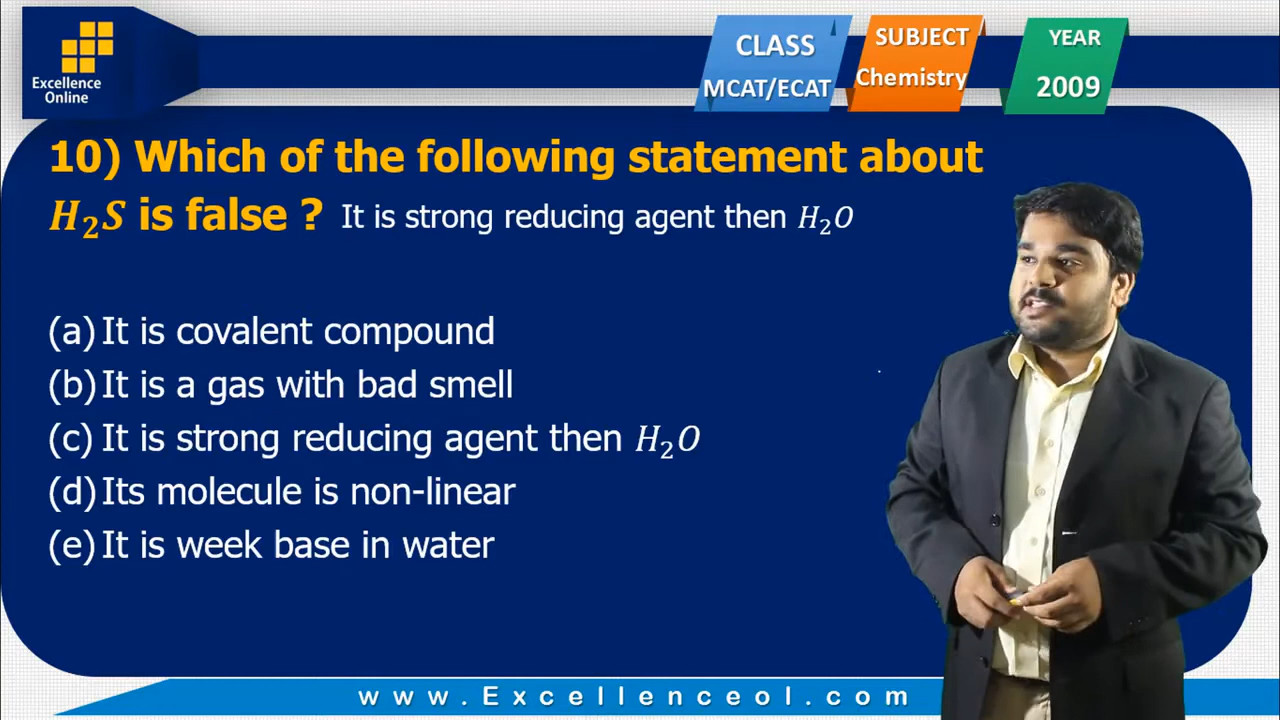 Excellence
Online
CLASS
MCAT/ECAT
SUBJECT
Chemistry
YEAR
2009
10) Which of the following statement about
H₂S is false ? It is strong reducing agent then H₂O
(a) It is covalent compound
(b) It is a gas with bad smell
(c) It is strong reducing agent then H₂O
(d) Its molecule is non-linear
(e) It is week base in water
www.Excellenceol.com